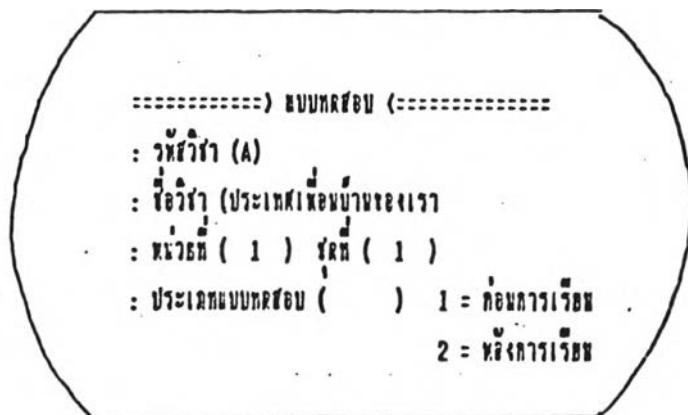 ============) แบบทดสอบ (==============
: รหัสวิชา (A)
: ชื่อวิชา (ประเทศเพื่อนบ้านของเรา
: หน่วยที่ ( 1 ) ชุดที่ ( 1 )
: ประเภทแบบทดสอบ ( ) 1 = ก่อนการเรียน
2 = หลังการเรียน